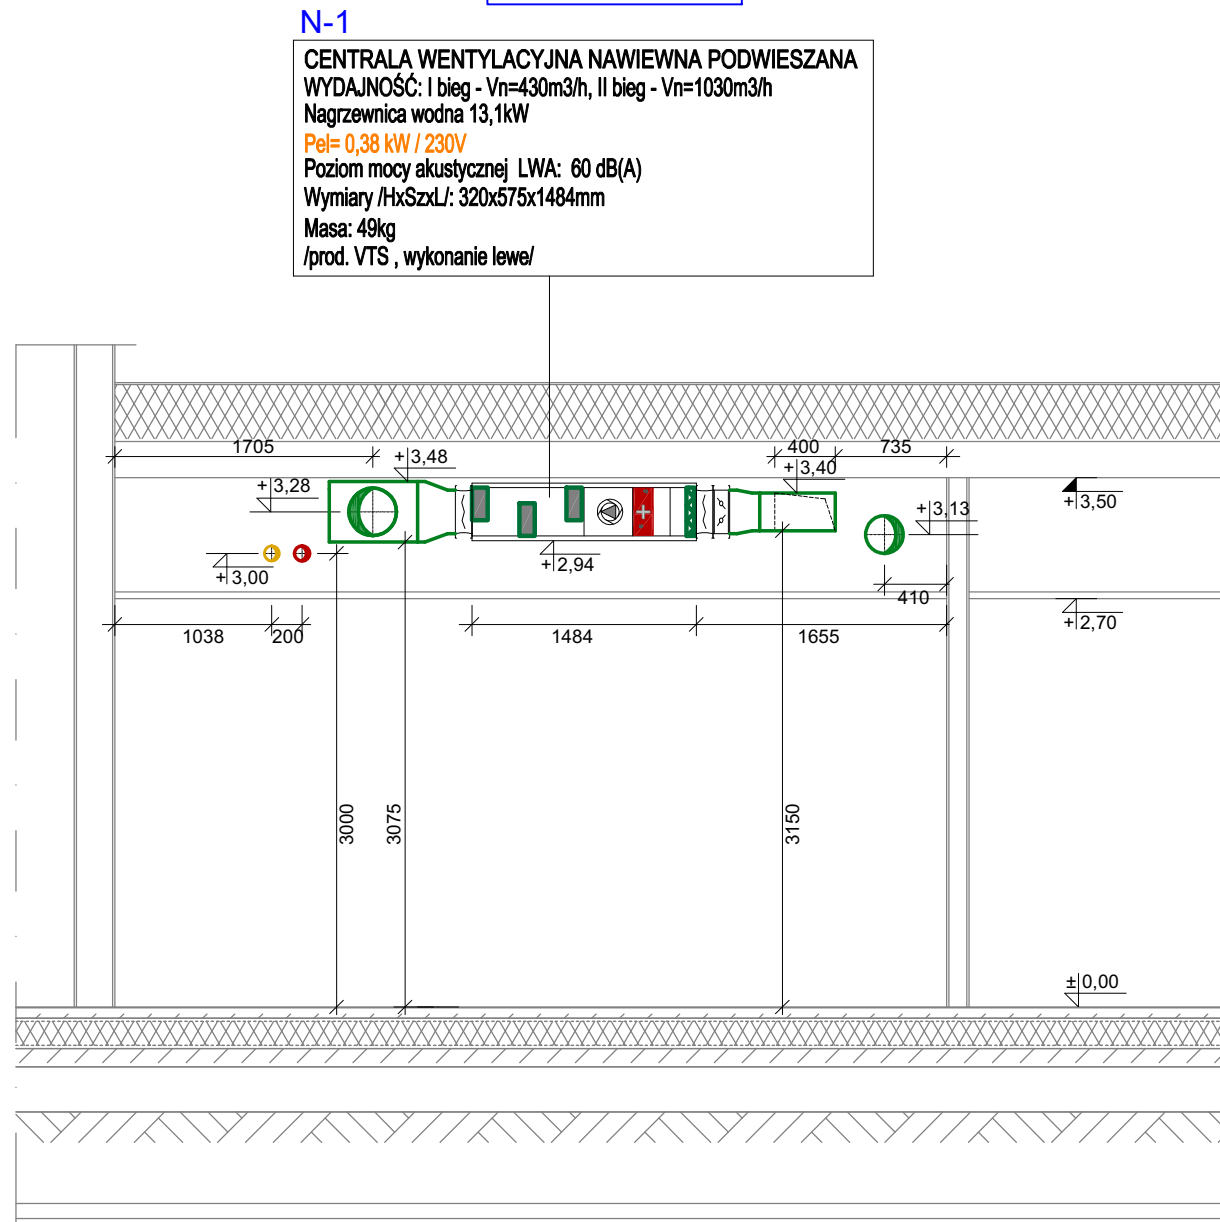 N-1
CENTRALA WENTYLACYJNA NAWIEWNA PODWIESZANA
WYDAJNOŚĆ: I bieg - Vn=430m3/h, II bieg - Vn=1030m3/h
Nagrzewnica wodna 13,1kW
Pel= 0,38 kW / 230V
Poziom mocy akustycznej LWA: 60 dB(A)
Wymiary /HxSzxL/: 320x575x1484mm
Masa: 49kg
/prod. VTS , wykonanie lewe/
1705
400
735
+3,48
+3,40
+3,28
+3,50
+3,13
+2,94
+3,00
410
+2,70
1038
200
1484
1655
3000
3075
3150
±0,00